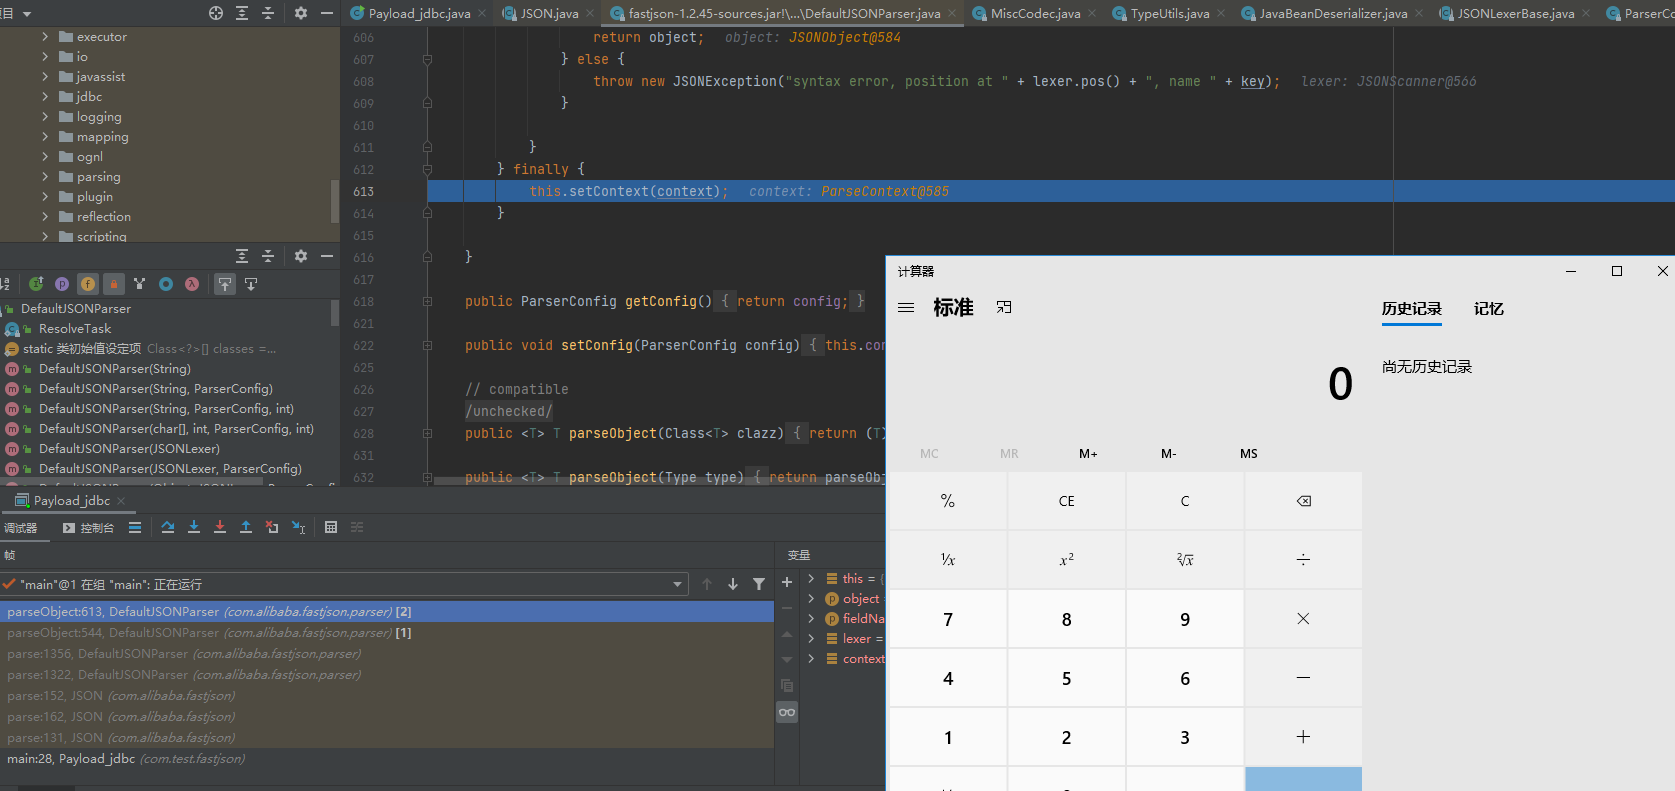 项目
Payload_jdbc.java
JSON.java
fastjson-1.2.45-sources.jar!\...\DefaultJSONParser.java
MiscCodec.java
TypeUtils.java
JavaBeanDeserializer.java
JSONLexerBase.java
ParserCo
executor
io
javassist
jdbc
logging
mapping
ognl
parsing
plugin
reflection
scripting
606 return object; object: JSONObject@584
607 } else {
608 throw new JSONException("syntax error, position at " + lexer.pos() + ", name " + key); lexer: JSONScanner@566
609 }
610
611 }
612 } finally {
613 this.setContext(context); context: ParseContext@585
614 }
615
616 }
617
618 public ParserConfig getConfig() { return config; }
621
622 public void setConfig(ParserConfig config) { this.con
625
626 // compatible
627 /unchecked/
628 public <T> T parseObject(Class<T> clazz) { return (T)
631
632 public <T> T parseObject(Type type) { return parseObj
DefaultJSONParser
ResolveTask
static 类初始值设定项 Class<?>[] classes =...
DefaultJSONParser(String)
DefaultJSONParser(String, ParserConfig)
DefaultJSONParser(String, ParserConfig, int)
DefaultJSONParser(char[], int, ParserConfig, int)
DefaultJSONParser(JSONLexer)
DefaultJSONParser(JSONLexer, ParserConfig)
Payload_jdbc
调试器
控制台
帧
"main"@1 在组 "main": 正在运行
parseObject:613, DefaultJSONParser (com.alibaba.fastjson.parser) [2]
parseObject:544, DefaultJSONParser (com.alibaba.fastjson.parser) [1]
parse:1356, DefaultJSONParser (com.alibaba.fastjson.parser)
parse:1322, DefaultJSONParser (com.alibaba.fastjson.parser)
parse:152, JSON (com.alibaba.fastjson)
parse:162, JSON (com.alibaba.fastjson)
parse:131, JSON (com.alibaba.fastjson)
main:28, Payload_jdbc (com.test.fastjson)
变量
this = {
object =
fieldNa
lexer =
context
计算器
标准
历史记录
记忆
0
尚无历史记录
MC MR M+ M- MS
% CE C
⅟x x² ²√x ÷
7 8 9 ×
4 5 6 −
1 2 3 +